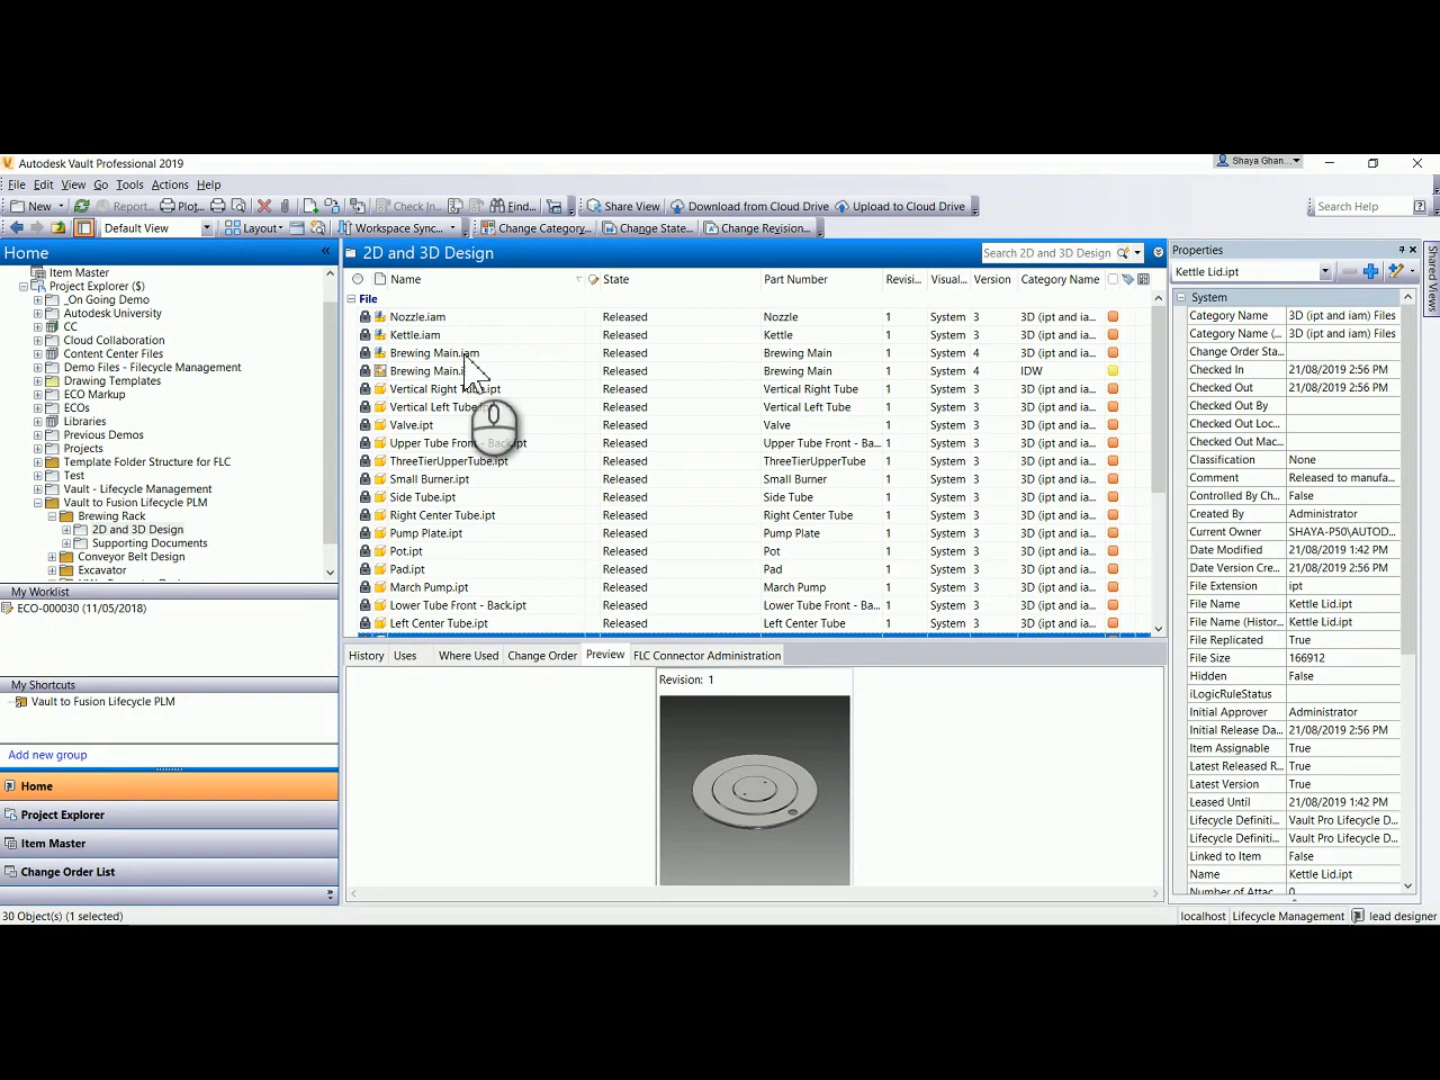 Autodesk Vault Professional 2019
Shaya Ghan...
File Edit View Go Tools Actions Help
New Report... Plot... Check In... Find... Share View Download from Cloud Drive Upload to Cloud Drive Search Help
Default View Layout Workspace Sync... Change Category... Change State... Change Revision...
Home
Item Master
Project Explorer ($)
_On Going Demo
Autodesk University
CC
Cloud Collaboration
Content Center Files
Demo Files - Filecycle Management
Drawing Templates
ECO Markup
ECOs
Libraries
Previous Demos
Projects
Template Folder Structure for FLC
Test
Vault - Lifecycle Management
Vault to Fusion Lifecycle PLM
Brewing Rack
2D and 3D Design
Supporting Documents
Conveyor Belt Design
Excavator
My Worklist
ECO-000030 (11/05/2018)
My Shortcuts
Vault to Fusion Lifecycle PLM
Add new group
Home
Project Explorer
Item Master
Change Order List
2D and 3D Design Search 2D and 3D Design
Name State Part Number Revisi... Visual... Version Category Name
File
Nozzle.iam Released Nozzle 1 System 3 3D (ipt and ia...
Kettle.iam Released Kettle 1 System 3 3D (ipt and ia...
Brewing Main.iam Released Brewing Main 1 System 4 3D (ipt and ia...
Brewing Main.i Released Brewing Main 1 System 4 IDW
Vertical Right Tube.ipt Released Vertical Right Tube 1 System 3 3D (ipt and ia...
Vertical Left Tube.ipt Released Vertical Left Tube 1 System 3 3D (ipt and ia...
Valve.ipt Released Valve 1 System 3 3D (ipt and ia...
Upper Tube Front - Back.ipt Released Upper Tube Front - Ba... 1 System 3 3D (ipt and ia...
ThreeTierUpperTube.ipt Released ThreeTierUpperTube 1 System 3 3D (ipt and ia...
Small Burner.ipt Released Small Burner 1 System 3 3D (ipt and ia...
Side Tube.ipt Released Side Tube 1 System 3 3D (ipt and ia...
Right Center Tube.ipt Released Right Center Tube 1 System 3 3D (ipt and ia...
Pump Plate.ipt Released Pump Plate 1 System 3 3D (ipt and ia...
Pot.ipt Released Pot 1 System 3 3D (ipt and ia...
Pad.ipt Released Pad 1 System 3 3D (ipt and ia...
March Pump.ipt Released March Pump 1 System 3 3D (ipt and ia...
Lower Tube Front - Back.ipt Released Lower Tube Front - Ba... 1 System 3 3D (ipt and ia...
Left Center Tube.ipt Released Left Center Tube 1 System 3 3D (ipt and ia...
History Uses Where Used Change Order Preview FLC Connector Administration
Revision: 1
Properties
Kettle Lid.ipt
System
Category Name 3D (ipt and iam) Files
Category Name (... 3D (ipt and iam) Files
Change Order Sta...
Checked In 21/08/2019 2:56 PM
Checked Out 21/08/2019 2:56 PM
Checked Out By
Checked Out Loc...
Checked Out Mac...
Classification None
Comment Released to manufa...
Controlled By Ch... False
Created By Administrator
Current Owner SHAYA-P50\AUTOD...
Date Modified 21/08/2019 1:42 PM
Date Version Cre... 21/08/2019 2:56 PM
File Extension ipt
File Name Kettle Lid.ipt
File Name (Histor... Kettle Lid.ipt
File Replicated True
File Size 166912
Hidden False
iLogicRuleStatus
Initial Approver Administrator
Initial Release Da... 21/08/2019 2:56 PM
Item Assignable True
Latest Released R... True
Latest Version True
Leased Until 21/08/2019 1:42 PM
Lifecycle Definiti... Vault Pro Lifecycle D...
Lifecycle Definiti... Vault Pro Lifecycle D...
Linked to Item False
Name Kettle Lid.ipt
Number of Attac 0
Shared Views
30 Object(s) (1 selected)
localhost Lifecycle Management lead designer